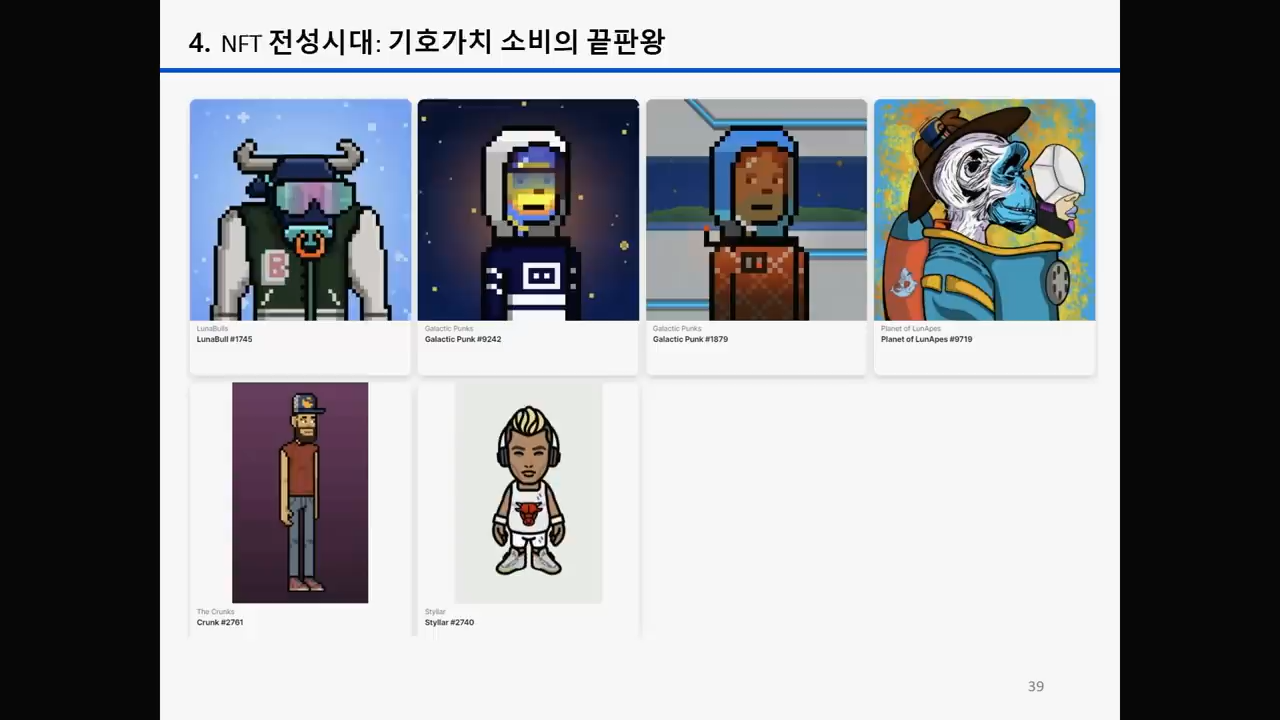 4. NFT 전성시대: 기호가치 소비의 끝판왕
B
LunaBulls
LunaBull #1745
Galactic Punks
Galactic Punk #9242
Galactic Punks
Galactic Punk #1879
Planet of LunApes
Planet of LunApes #9719
The Crunks
Crunk #2761
Styllar
Styllar #2740
39